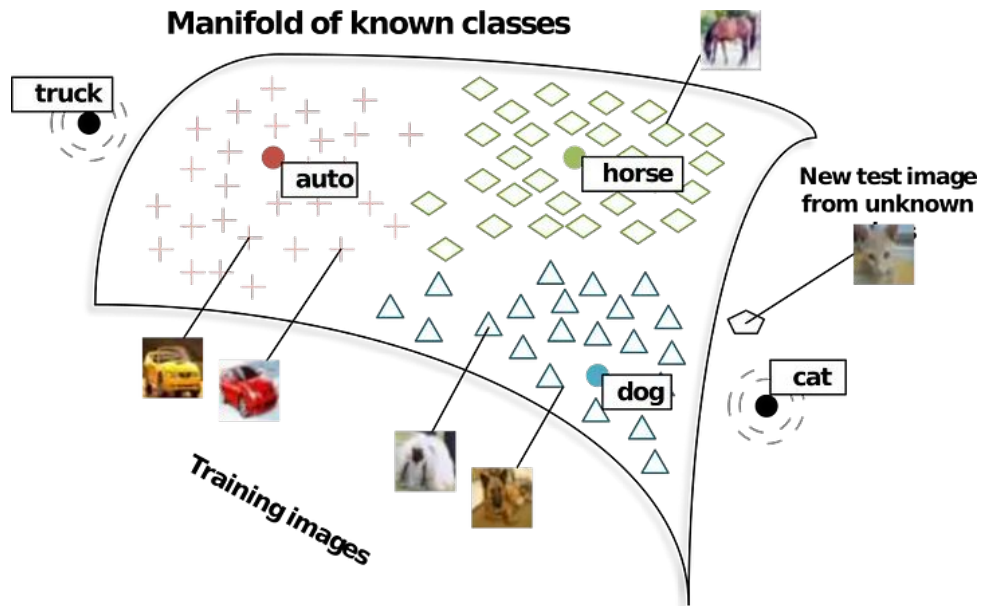 Manifold of known classes
truck
auto
horse
New test image
from unknown
cat
dog
Training images